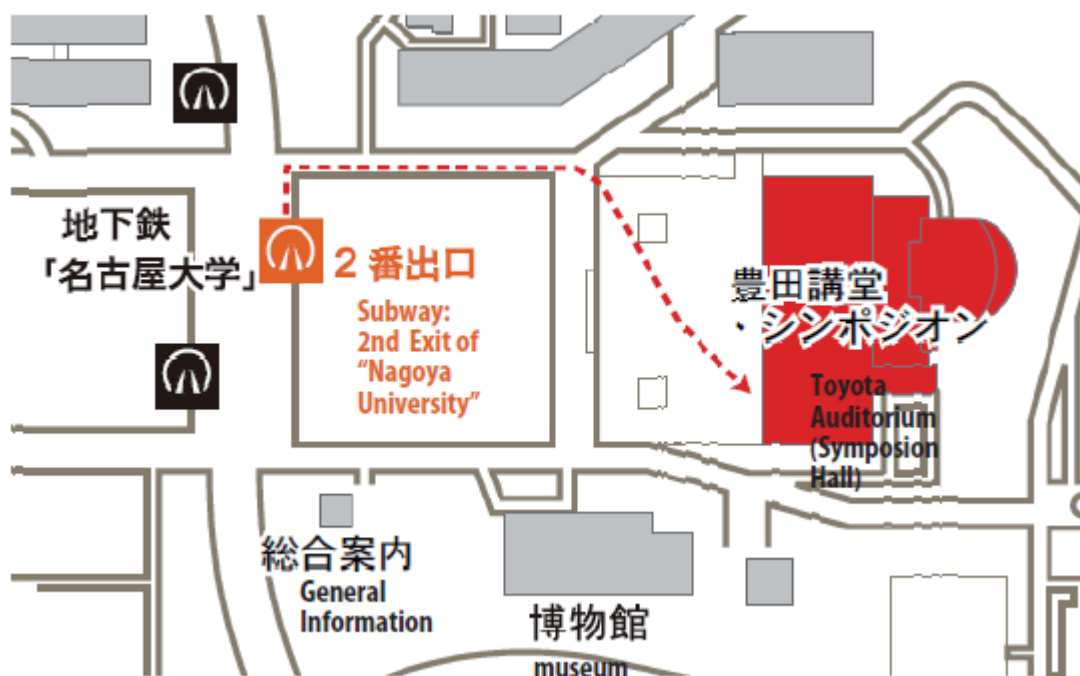 地下鉄
「名古屋大学」
2 番出口
Subway:
2nd Exit of
“Nagoya
University”
豊田講堂
・シンポジオン
Toyota
Auditorium
(Symposion
Hall)
総合案内
General
Information
博物館
museum